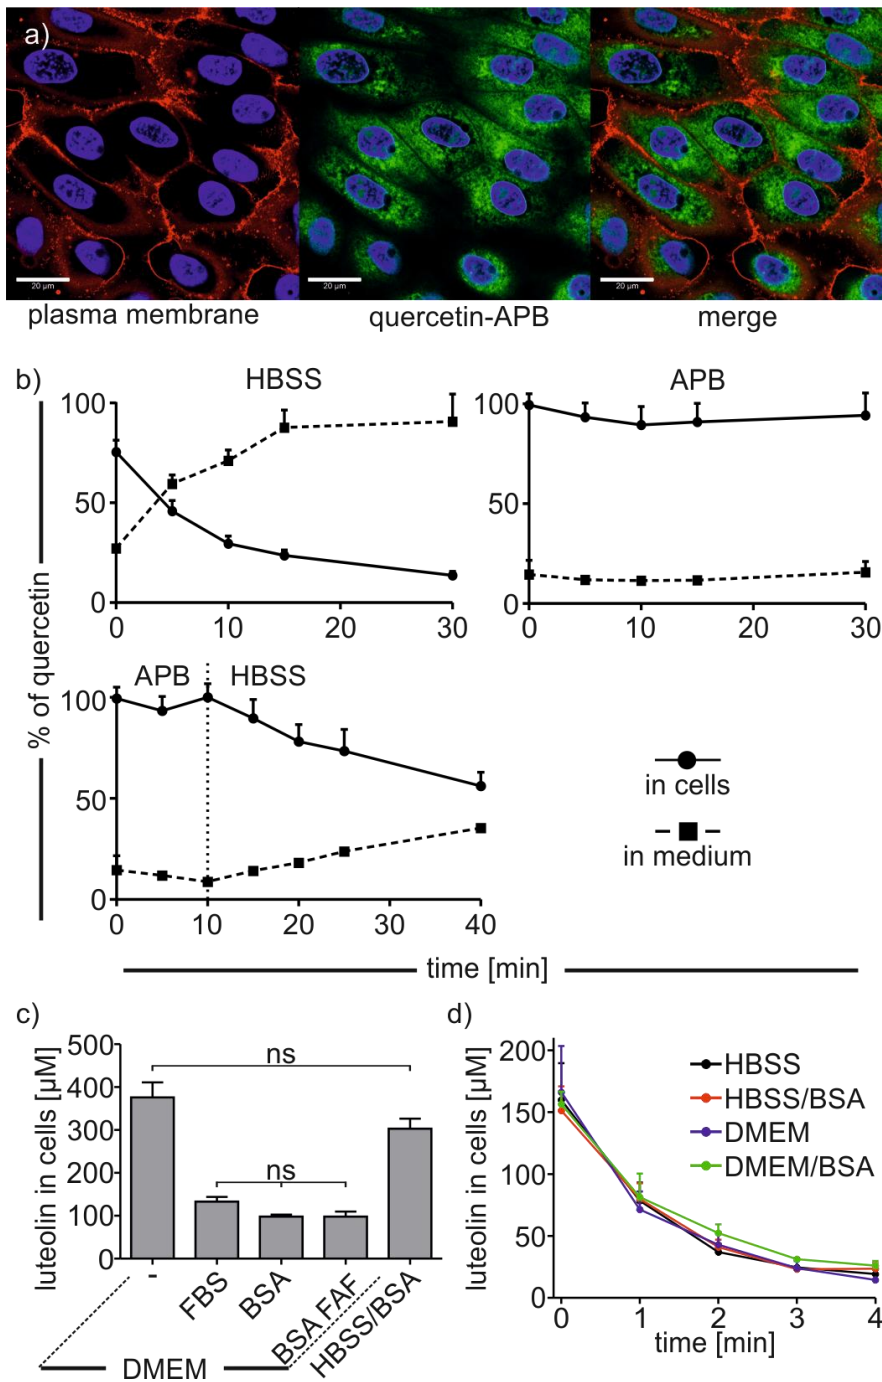 a)
20 µm
20 µm
20 µm
plasma membrane
quercetin-APB
merge
b)
HBSS
APB
% of quercetin
100
50
0
0
10
20
30
100
50
0
0
10
20
30
APB
HBSS
100
50
0
0
10
20
30
40
in cells
in medium
time [min]
c)
luteolin in cells [µM]
500
400
300
200
100
0
ns
ns
-
FBS
BSA
BSA FAF
HBSS/BSA
DMEM
d)
luteolin in cells [µM]
200
150
100
50
0
HBSS
HBSS/BSA
DMEM
DMEM/BSA
0
1
2
3
4
time [min]